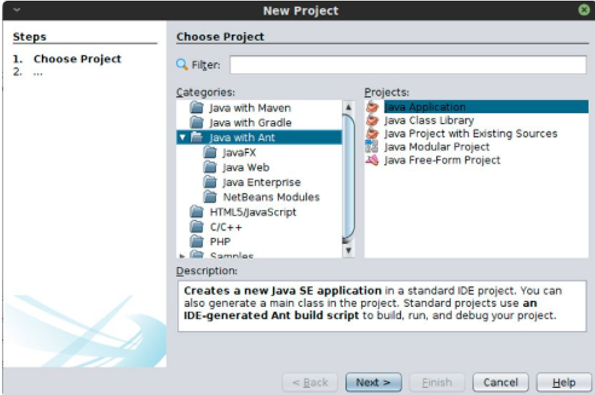 New Project
Steps
1. Choose Project
2. ...
Choose Project
Filter:
Categories:
Java with Maven
Java with Gradle
Java with Ant
JavaFX
Java Web
Java Enterprise
NetBeans Modules
HTML5/JavaScript
C/C++
PHP
Samples
Projects:
Java Application
Java Class Library
Java Project with Existing Sources
Java Modular Project
Java Free-Form Project
Description:
Creates a new Java SE application in a standard IDE project. You can
also generate a main class in the project. Standard projects use an
IDE-generated Ant build script to build, run, and debug your project.
< Back
Next >
Finish
Cancel
Help